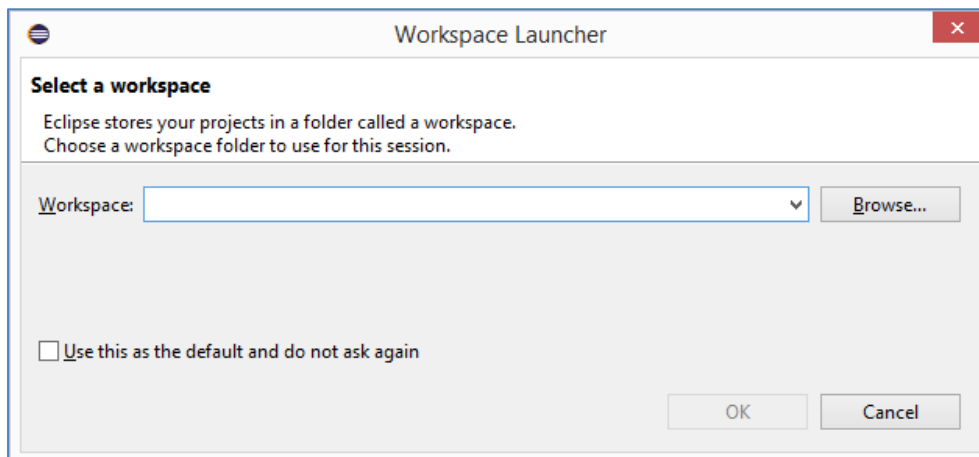 Workspace Launcher
Select a workspace
Eclipse stores your projects in a folder called a workspace.
Choose a workspace folder to use for this session.
Workspace:
Browse...
Use this as the default and do not ask again
OK
Cancel